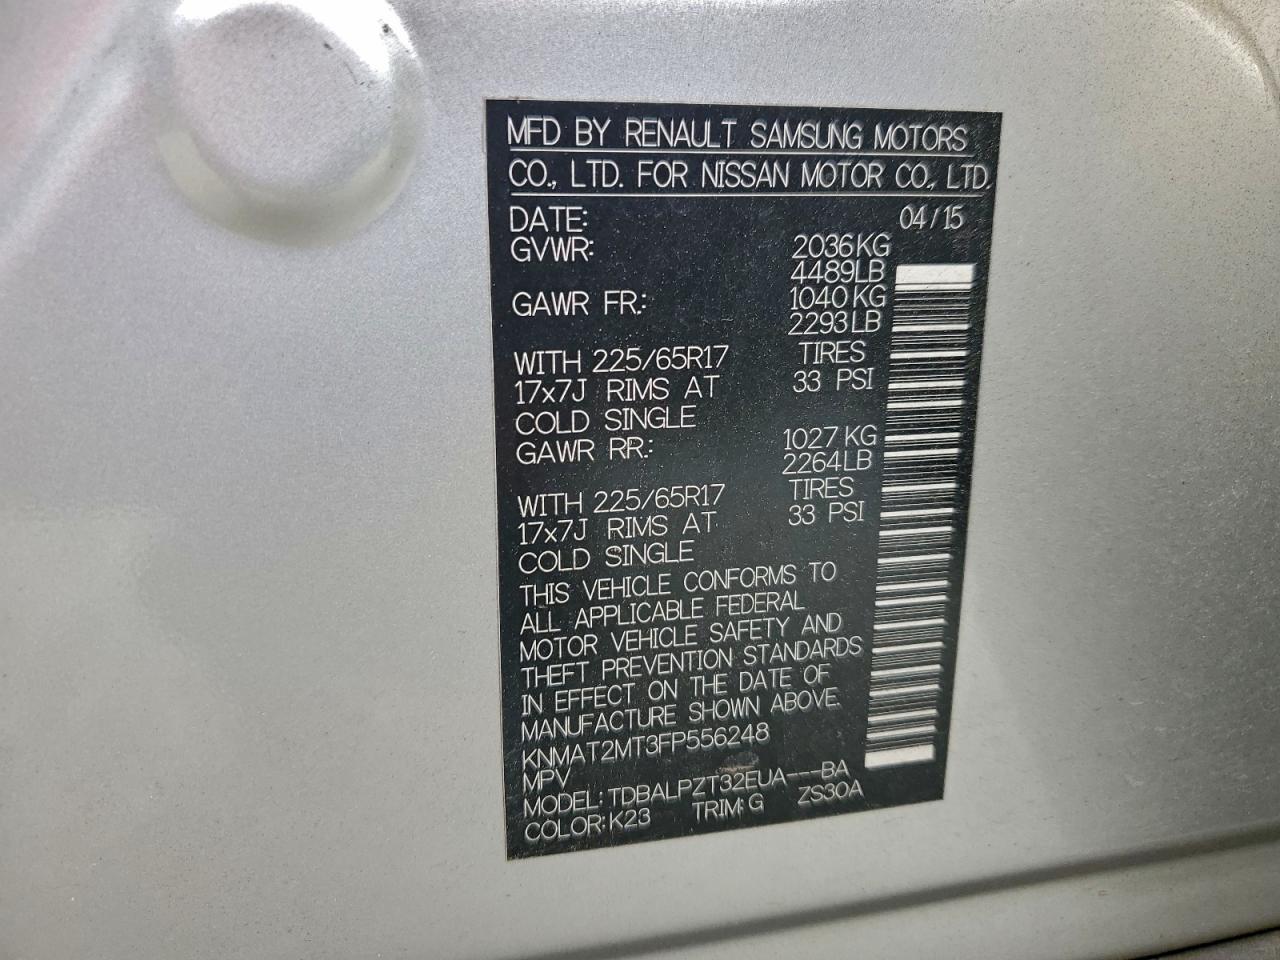 MFD BY RENAULT SAMSUNG MOTORS
CO., LTD. FOR NISSAN MOTOR CO., LTD.
DATE: 04/15
GVWR: 2036KG
4489LB
GAWR FR.: 1040KG
2293LB
WITH 225/65R17 TIRES
17x7J RIMS AT 33 PSI
COLD SINGLE
GAWR RR.: 1027KG
2264LB
WITH 225/65R17 TIRES
17x7J RIMS AT 33 PSI
COLD SINGLE
THIS VEHICLE CONFORMS TO
ALL APPLICABLE FEDERAL
MOTOR VEHICLE SAFETY AND
THEFT PREVENTION STANDARDS
IN EFFECT ON THE DATE OF
MANUFACTURE SHOWN ABOVE.
KNMAT2MT3FP556248
MPV
MODEL: TDBALPZT32EUA---BA
COLOR: K23 TRIM: G ZS30A